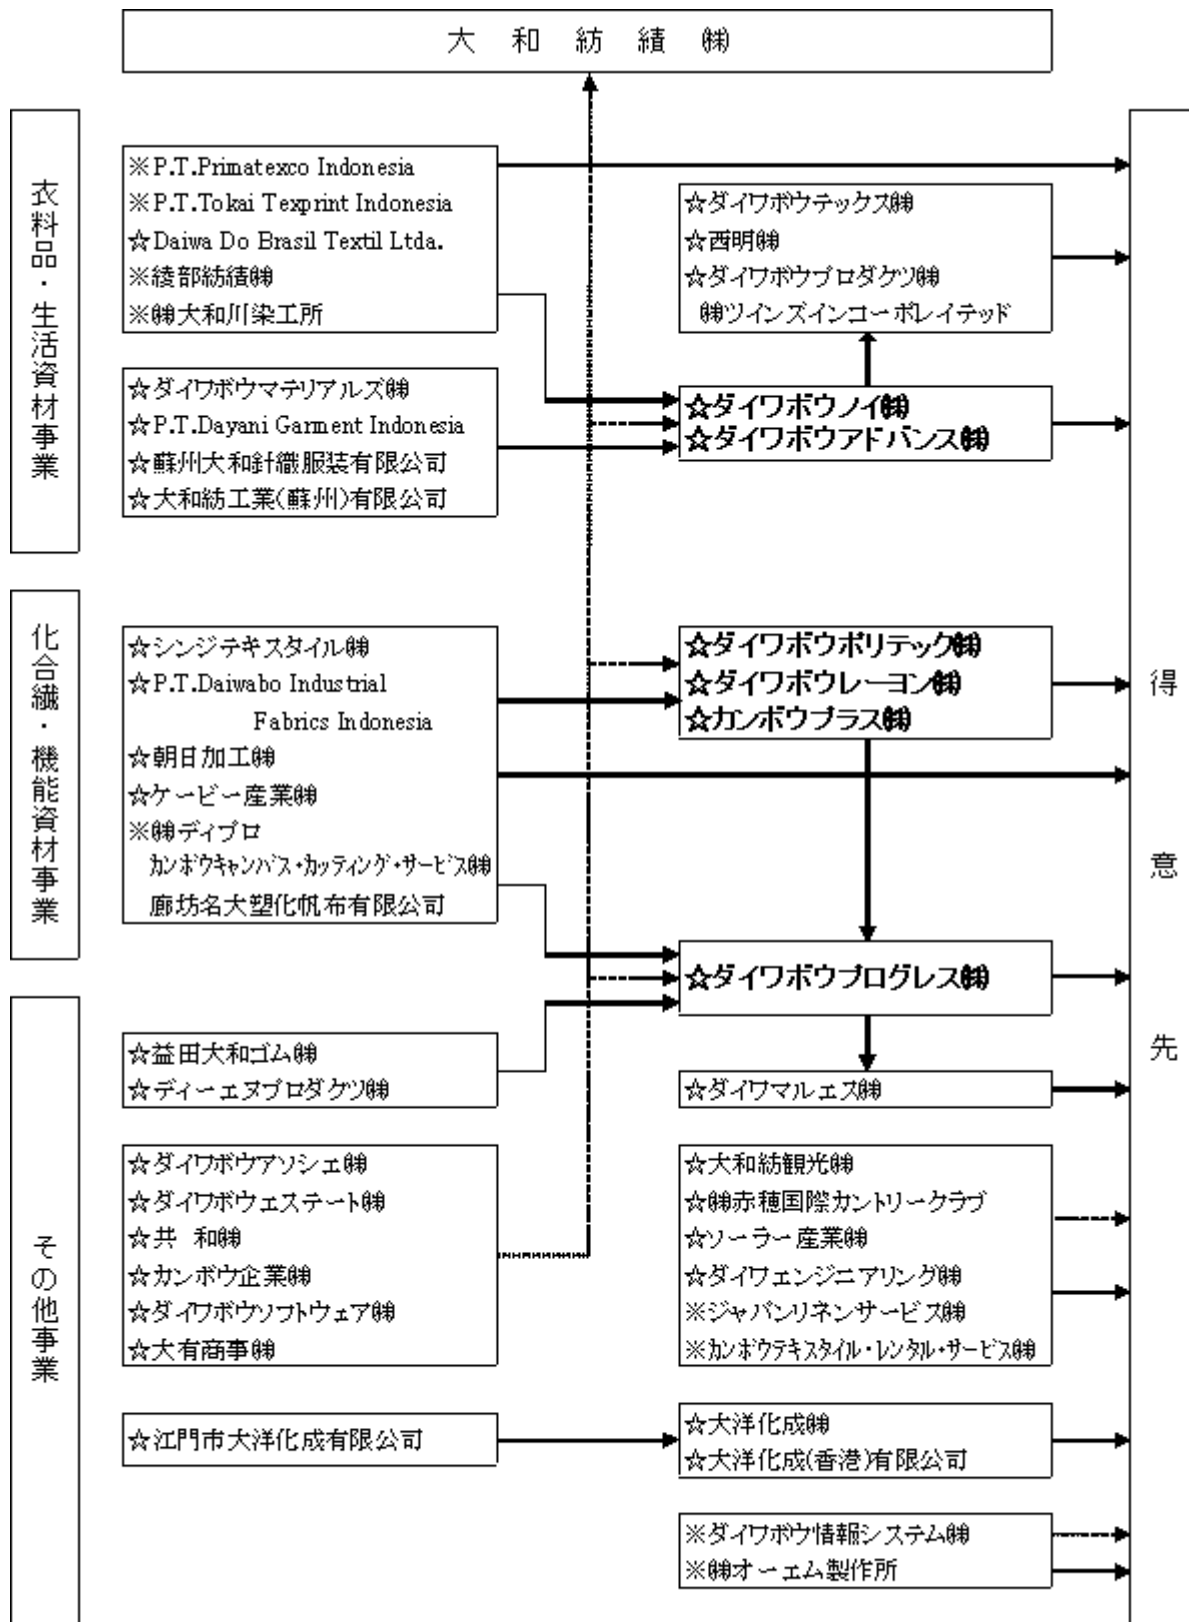 大和紡績㈱
衣料品・生活資材事業
※P.T.Primatexco Indonesia
※P.T.Tokai Texprint Indonesia
☆Daiwa Do Brasil Textil Ltda.
※綾部紡績㈱
※㈱大和川染工所
☆ダイワボウテックス㈱
☆西明㈱
☆ダイワボウプロダクツ㈱
㈱ツインズインコーポレイテッド
☆ダイワボウマテリアルズ㈱
☆P.T.Dayani Garment Indonesia
☆蘇州大和針織服装有限公司
☆大和紡工業(蘇州)有限公司
☆ダイワボウノイ㈱
☆ダイワボウアドバンス㈱
化合繊・機能資材事業
☆シンジテキスタイル㈱
☆P.T.Daiwabo Industrial
Fabrics Indonesia
☆朝日加工㈱
☆ケービー産業㈱
※㈱ディプロ
カンボウキャンバス・カッティング・サービス㈱
廊坊名大塑化帆布有限公司
☆ダイワボウポリテック㈱
☆ダイワボウレーヨン㈱
☆カンボウプラス㈱
☆ダイワボウプログレス㈱
その他事業
☆益田大和ゴム㈱
☆ディーエヌプロダクツ㈱
☆ダイワマルエス㈱
☆ダイワボウアソシェ㈱
☆ダイワボウエステート㈱
☆共　和㈱
☆カンボウ企業㈱
☆ダイワボウソフトウェア㈱
☆大有商事㈱
☆大和紡観光㈱
☆㈱赤穂国際カントリークラブ
☆ソーラー産業㈱
☆ダイワエンジニアリング㈱
※ジャパンリネンサービス㈱
※カンボウテキスタイル・レンタル・サービス㈱
☆江門市大洋化成有限公司
☆大洋化成㈱
☆大洋化成(香港)有限公司
※ダイワボウ情報システム㈱
※㈱オーエム製作所
得意先